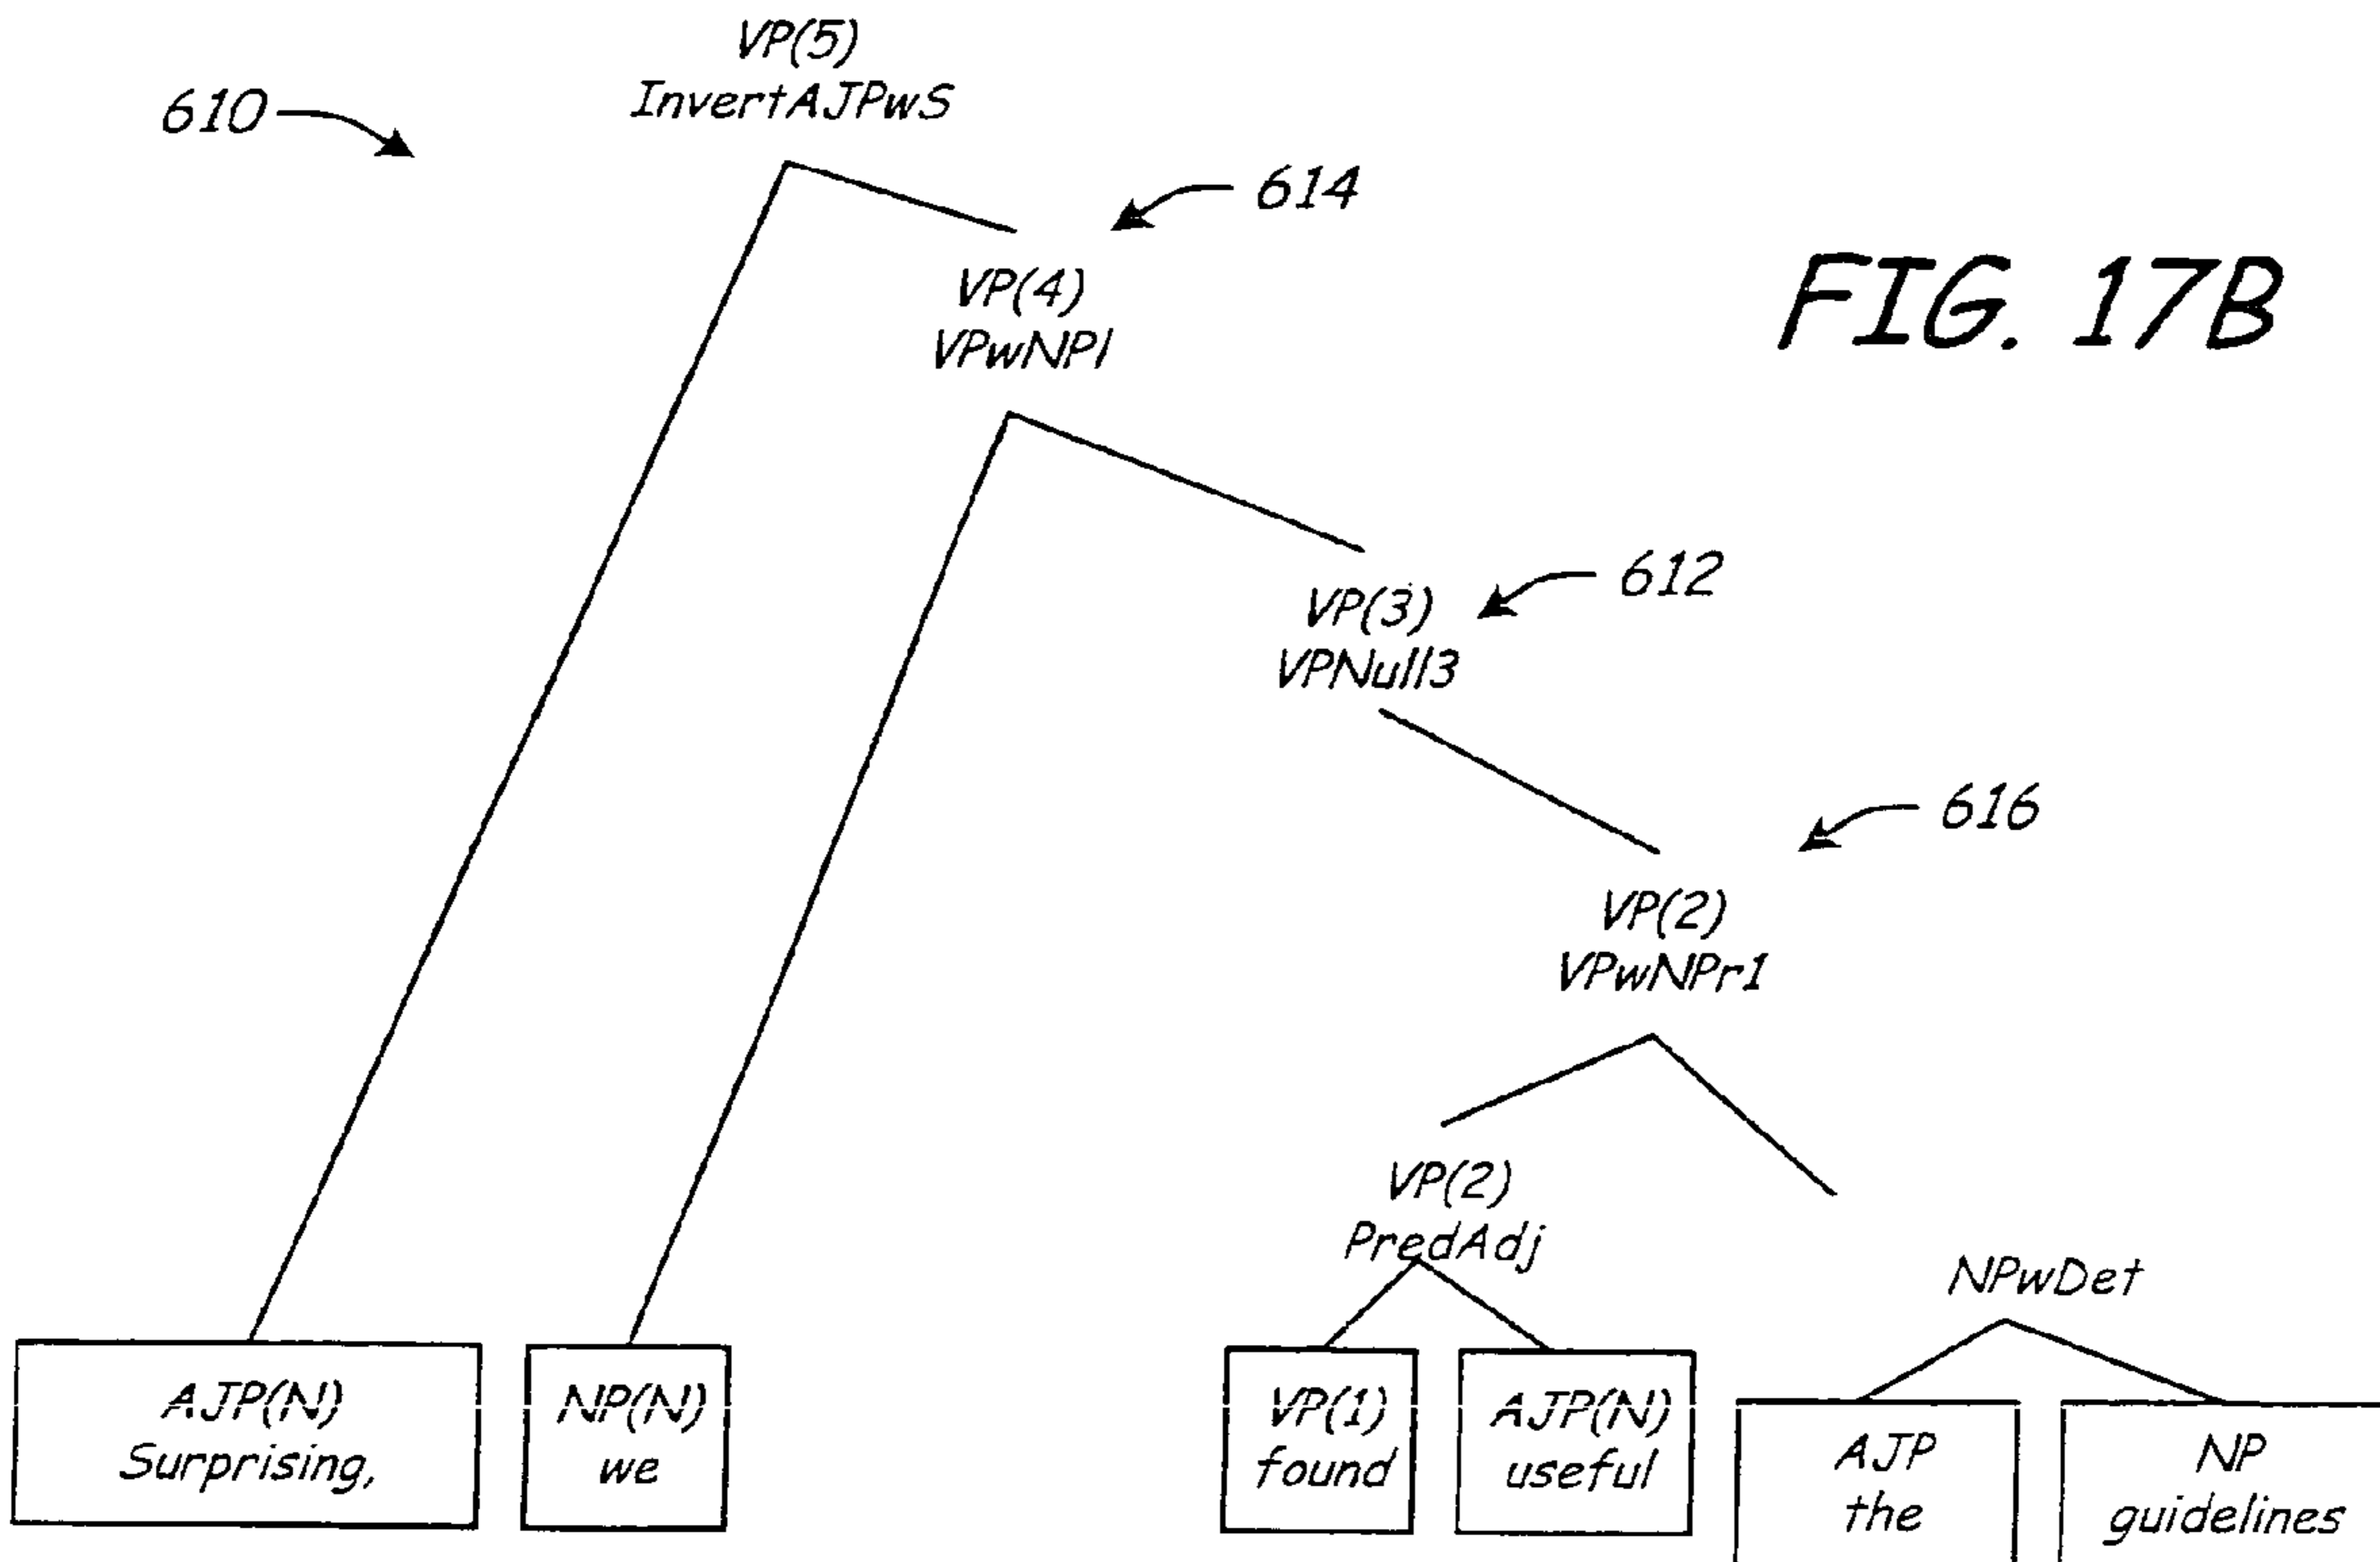 VP(5)
InvertAJPwS
610
614
VP(4)
VPwNPl
FIG. 17B
612
VP(3)
VPNull3
616
VP(2)
VPwNPr1
VP(2)
PredAdj
NPwDet
AJP(N)
Surprising,
NP(N)
we
VP(1)
found
AJP(N)
useful
AJP
the
NP
guidelines